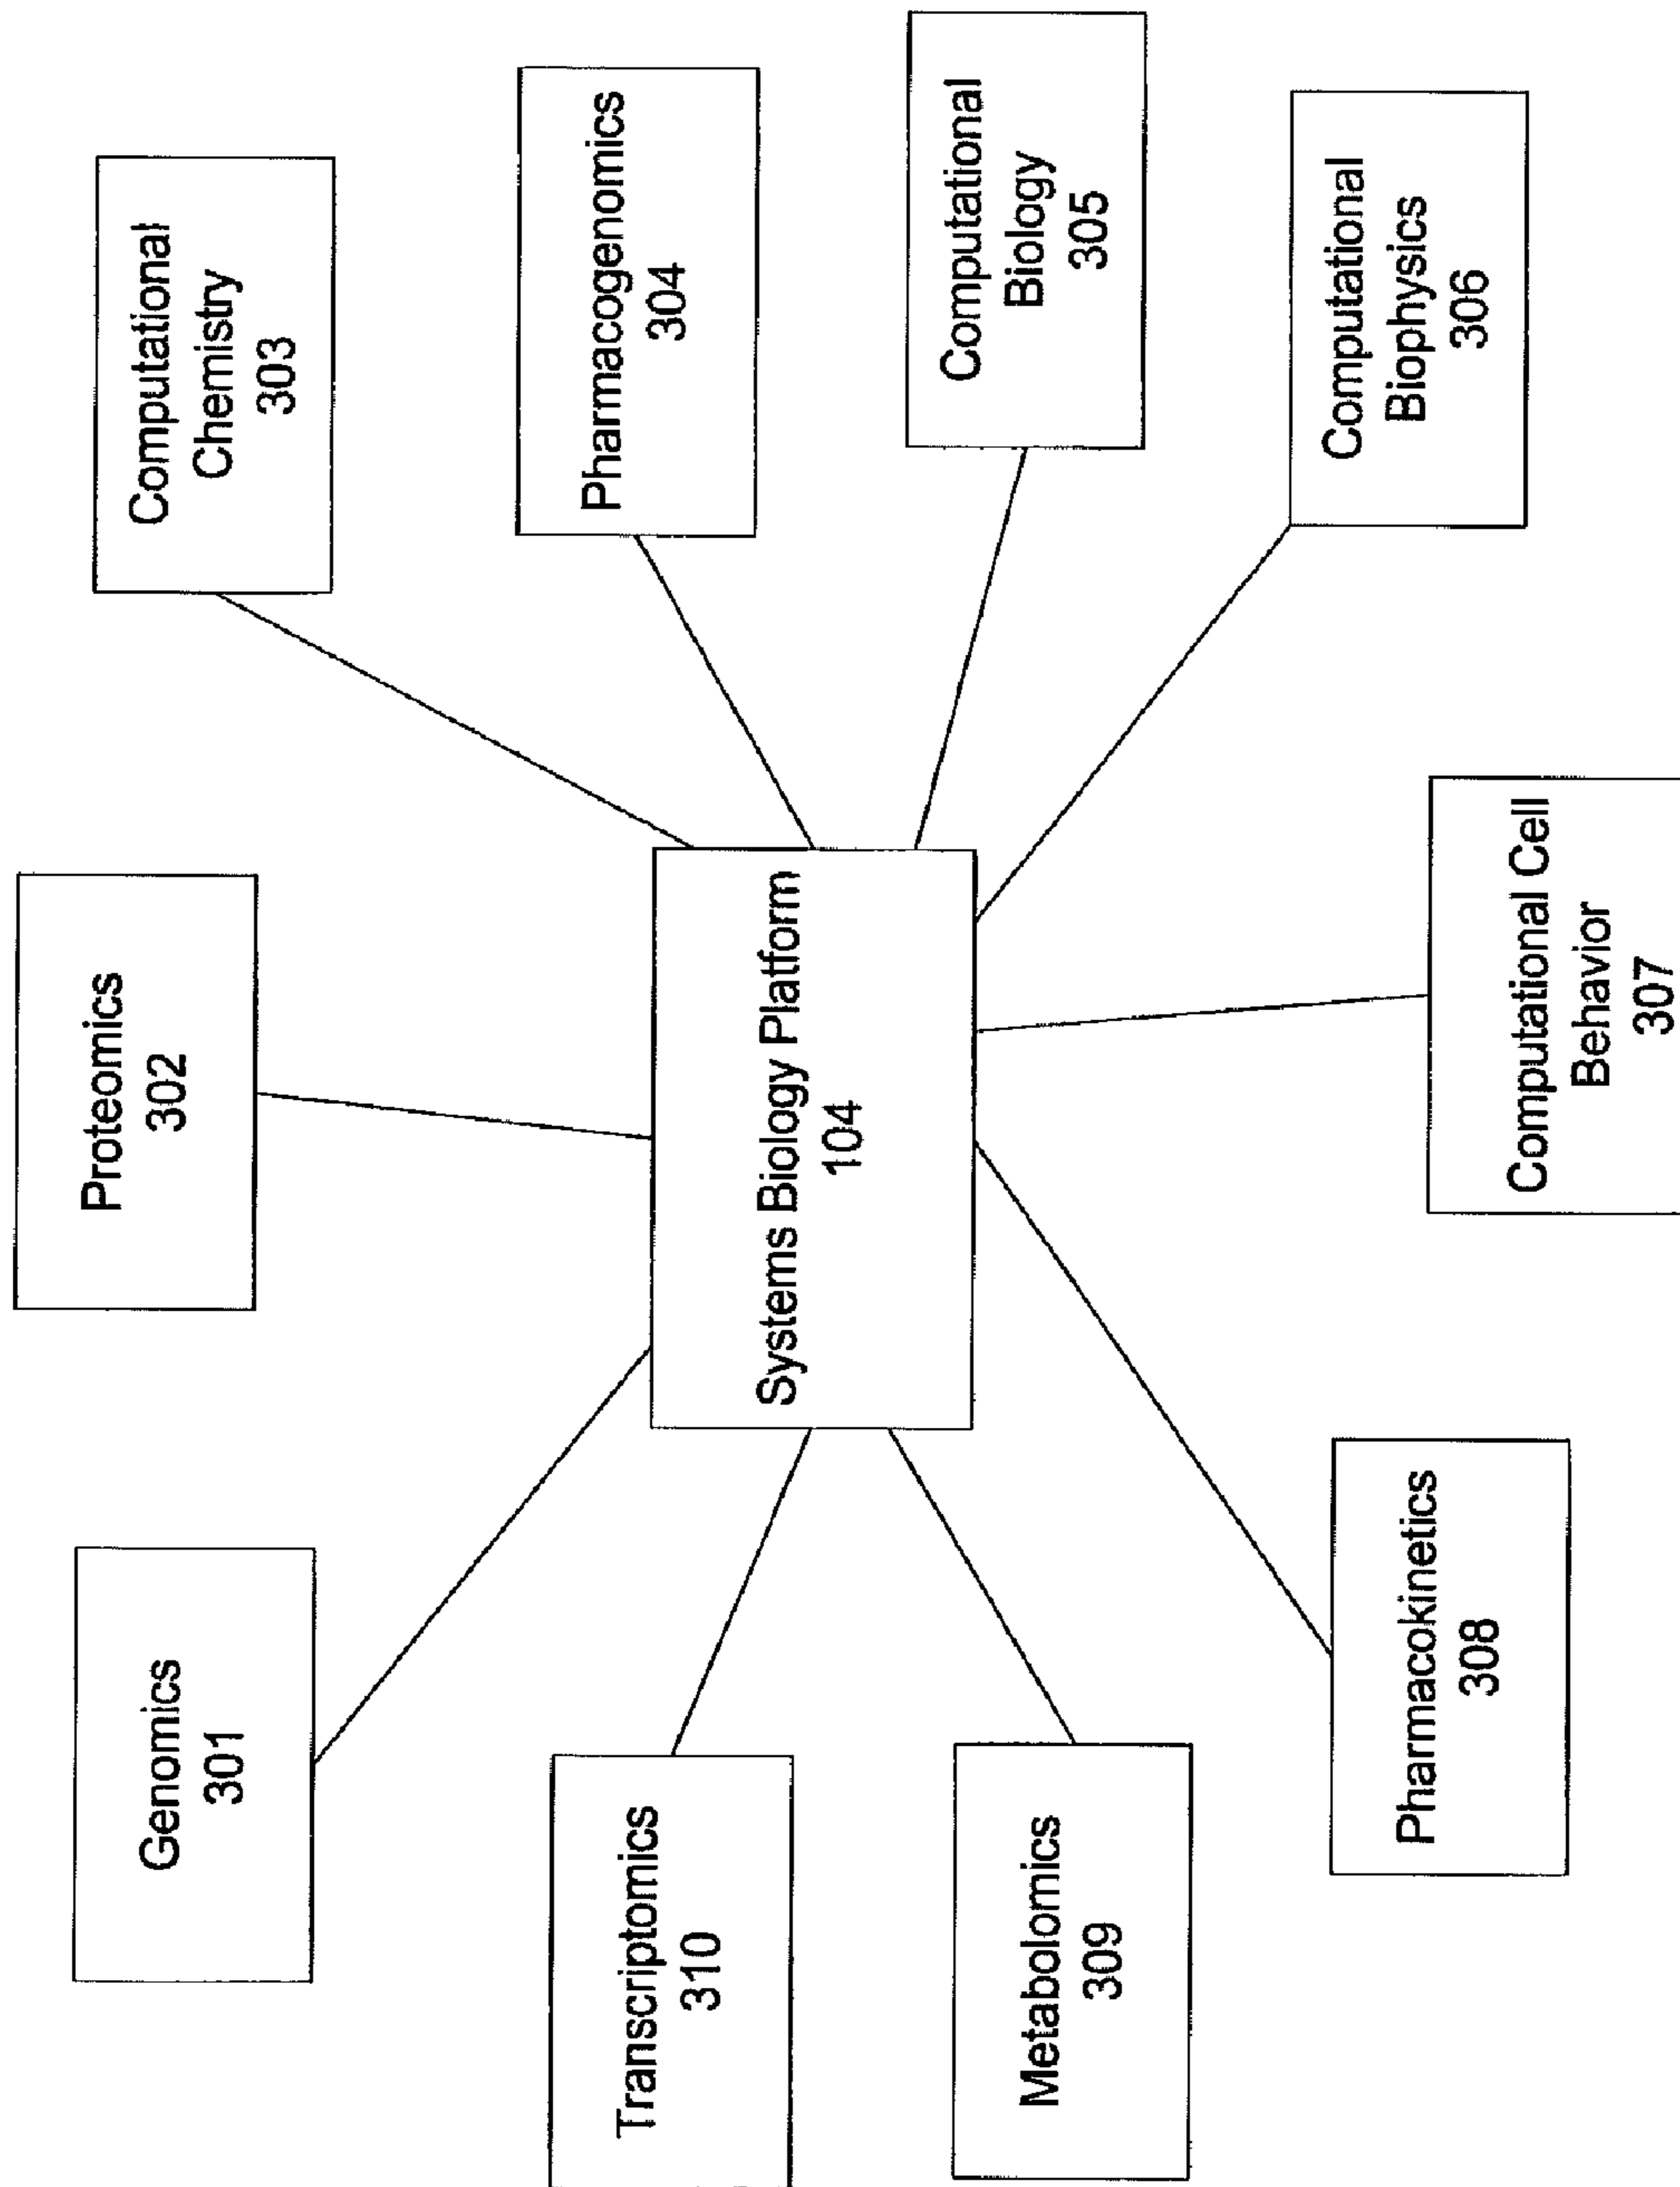 Genomics
301
Proteomics
302
Computational
Chemistry
303
Pharmacogenomics
304
Computational
Biology
305
Computational
Biophysics
306
Computational Cell
Behavior
307
Pharmacokinetics
308
Metabolomics
309
Transcriptomics
310
Systems Biology Platform
104